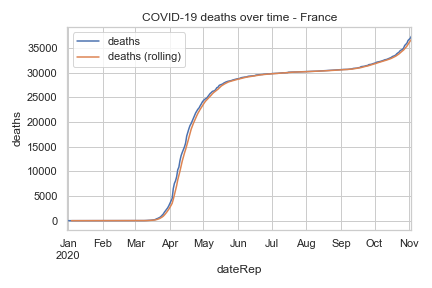 COVID-19 deaths over time - France
deaths
deaths (rolling)
35000
30000
25000
20000
15000
10000
5000
0
deaths
Jan Feb Mar Apr May Jun Jul Aug Sep Oct Nov
2020
dateRep